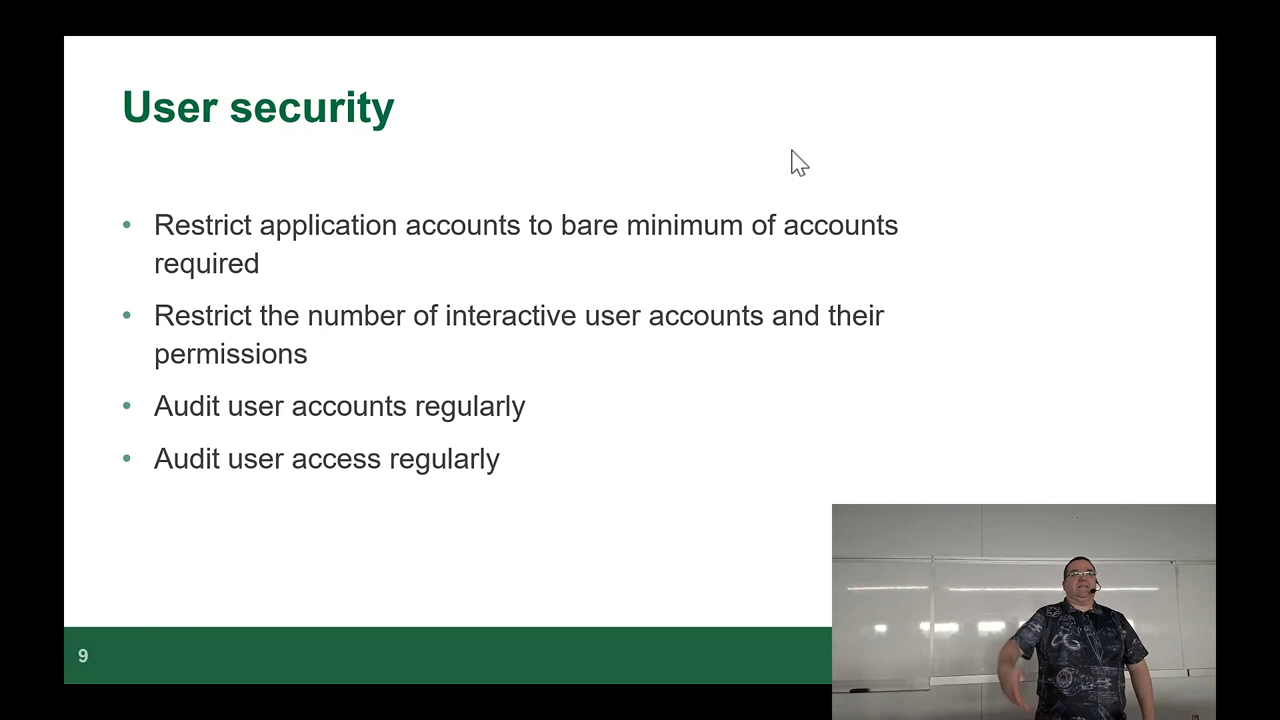 User security
• Restrict application accounts to bare minimum of accounts
required
• Restrict the number of interactive user accounts and their
permissions
• Audit user accounts regularly
• Audit user access regularly
9